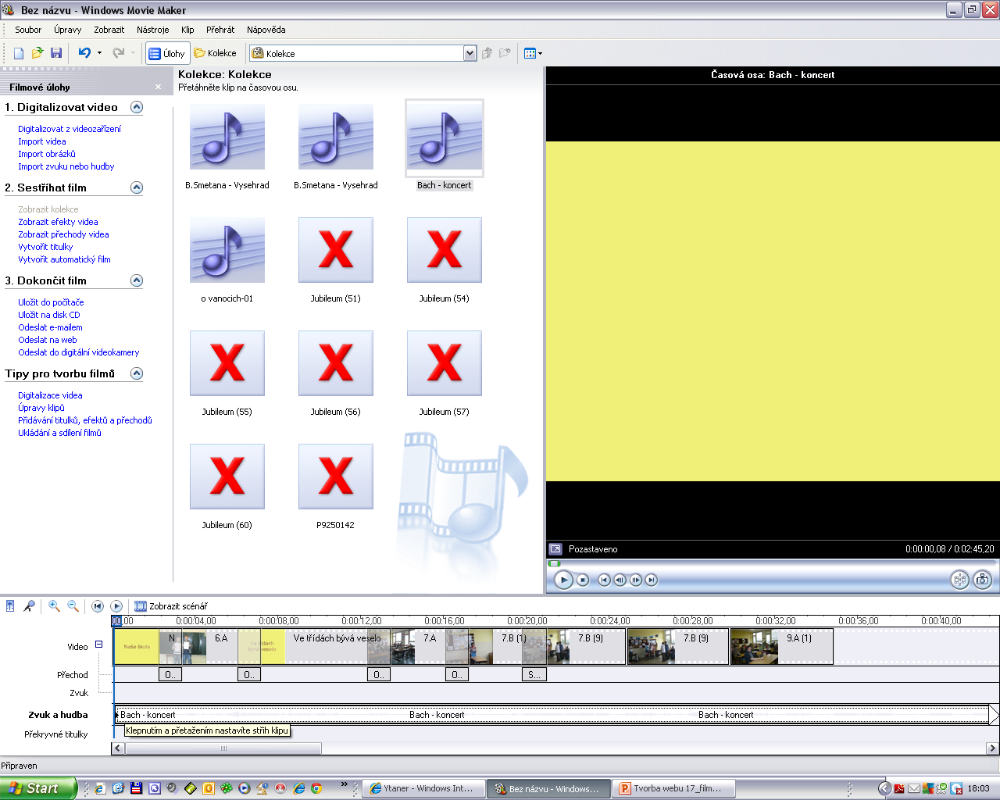 Bez názvu - Windows Movie Maker
Soubor Úpravy Zobrazit Nástroje Klip Přehrát Nápověda
Úlohy Kolekce Kolekce
Filmové úlohy
1. Digitalizovat video
Digitalizovat z videozařízení
Import videa
Import obrázků
Import zvuku nebo hudby
2. Sestříhat film
Zobrazit kolekce
Zobrazit efekty videa
Zobrazit přechody videa
Vytvořit titulky
Vytvořit automatický film
3. Dokončit film
Uložit do počítače
Uložit na disk CD
Odeslat e-mailem
Odeslat na web
Odeslat do digitální videokamery
Tipy pro tvorbu filmů
Digitalizace videa
Úpravy klipů
Přidávání titulků, efektů a přechodů
Ukládání a sdílení filmů
Kolekce: Kolekce
Přetáhněte klip na časovou osu.
B.Smetana - Vysehrad B.Smetana - Vysehrad Bach - koncert
o vanocich-01 Jubileum (51) Jubileum (54)
Jubileum (55) Jubileum (56) Jubileum (57)
Jubileum (60) P9250142
Časová osa: Bach - koncert
Pozastaveno 0:00:00,08 / 0:02:45,20
Zobrazit scénář
00,00 0:00:04,00 0:00:08,00 0:00:12,00 0:00:16,00 0:00:20,00 0:00:24,00 0:00:28,00 0:00:32,00 0:00:36,00 0:00:40,00
Video
Naše škola N 6.A Ve třídách bývá veselo Ve třídách bývá veselo 7.A 7.B (1) 7.B (9) 7.B (9) 9.A (1)
Přechod O.. O.. O.. O.. S...
Zvuk
Zvuk a hudba Bach - koncert Bach - koncert Bach - koncert
Překryvné titulky
Klepnutím a přetažením nastavíte střih klipu
Připraven
Start Ytaner - Windows Int... Bez názvu - Windows... Tvorba webu 17_film... 18:03